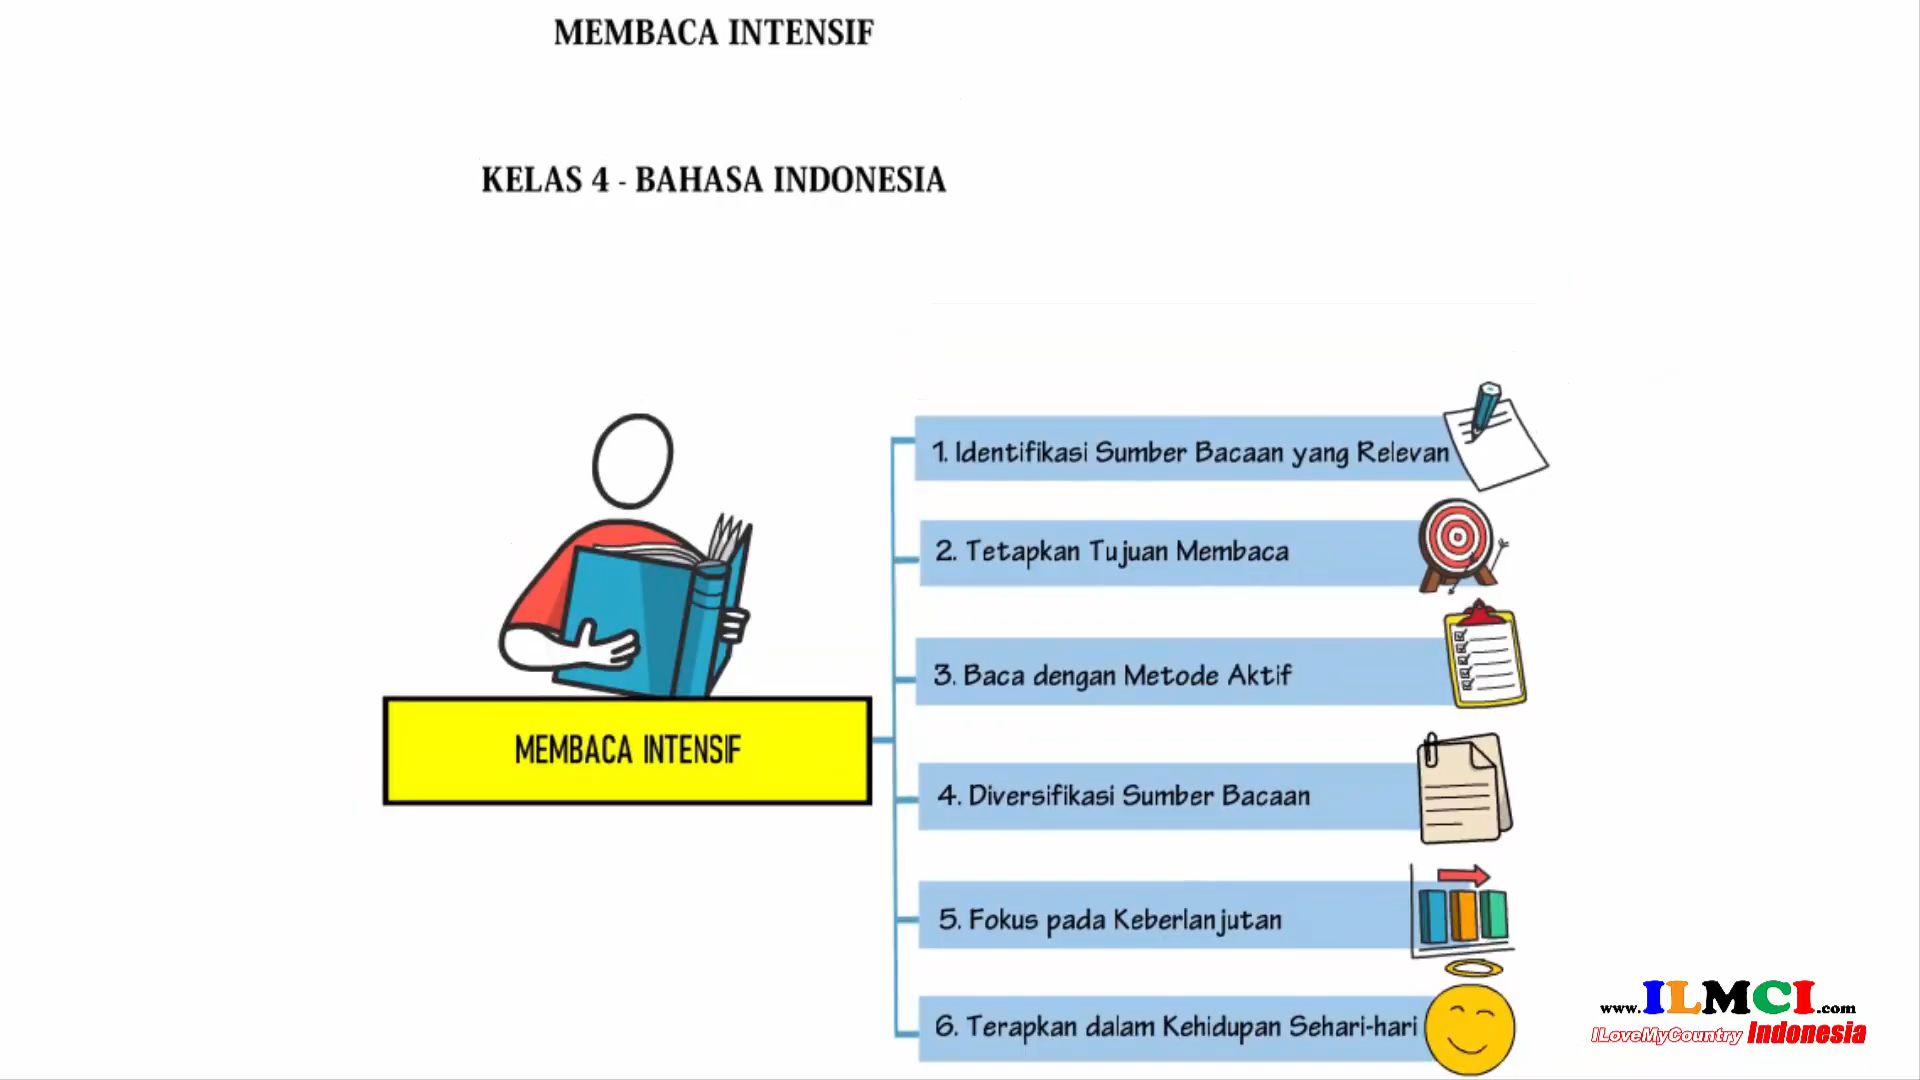 MEMBACA INTENSIF
KELAS 4 - BAHASA INDONESIA
MEMBACA INTENSIF
1. Identifikasi Sumber Bacaan yang Relevan
2. Tetapkan Tujuan Membaca
3. Baca dengan Metode Aktif
4. Diversifikasi Sumber Bacaan
5. Fokus pada Keberlanjutan
6. Terapkan dalam Kehidupan Sehari-hari
www.ILMCI.com
ILoveMyCountry Indonesia